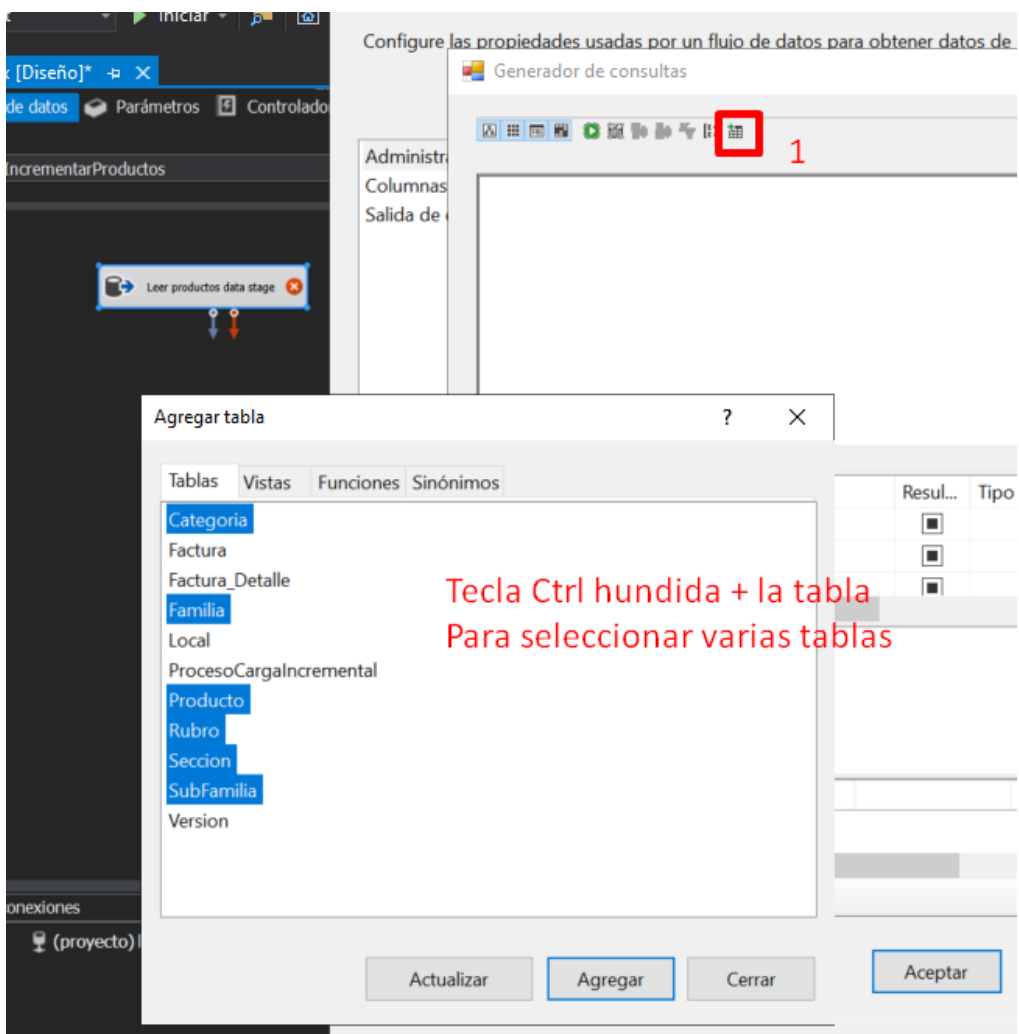 Iniciar
Configure las propiedades usadas por un flujo de datos para obtener datos de
[Diseño]*
Generador de consultas
de datos
Parámetros
Controlado
1
IncrementarProductos
Administra
Columnas
Salida de
Leer productos data stage
Agregar tabla
?
Tablas
Vistas
Funciones
Sinónimos
Resul...
Tipo
Categoria
Factura
Factura_Detalle
Familia
Local
ProcesoCargaIncremental
Producto
Rubro
Seccion
SubFamilia
Version
Tecla Ctrl hundida + la tabla
Para seleccionar varias tablas
onexiones
(proyecto)
Actualizar
Agregar
Cerrar
Aceptar